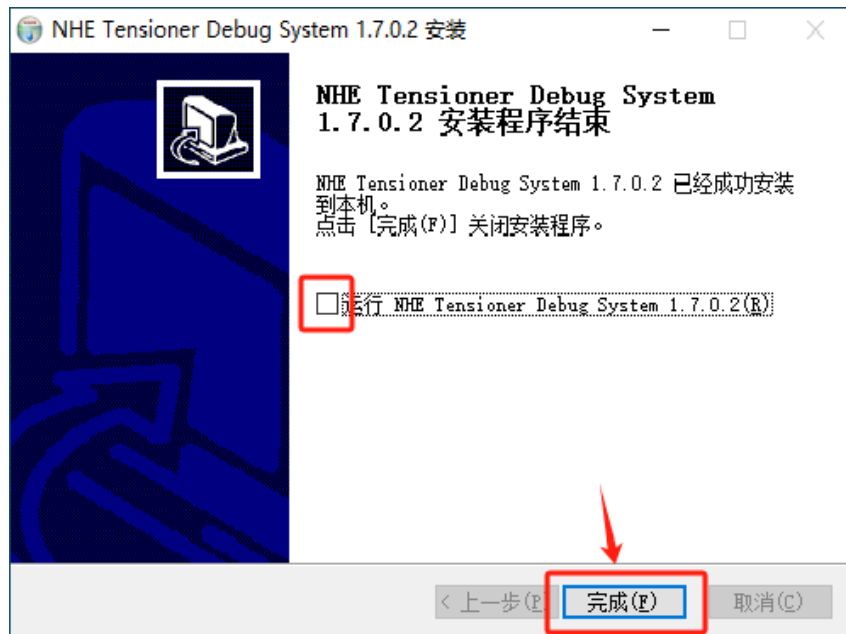 NHE Tensioner Debug System 1.7.0.2 安装
NHE Tensioner Debug System
1.7.0.2 安装程序结束
NHE Tensioner Debug System 1.7.0.2 已经成功安装
到本机。
点击 [完成(F)] 关闭安装程序。
运行 NHE Tensioner Debug System 1.7.0.2(R)
< 上一步(P
完成(F)
取消(C)